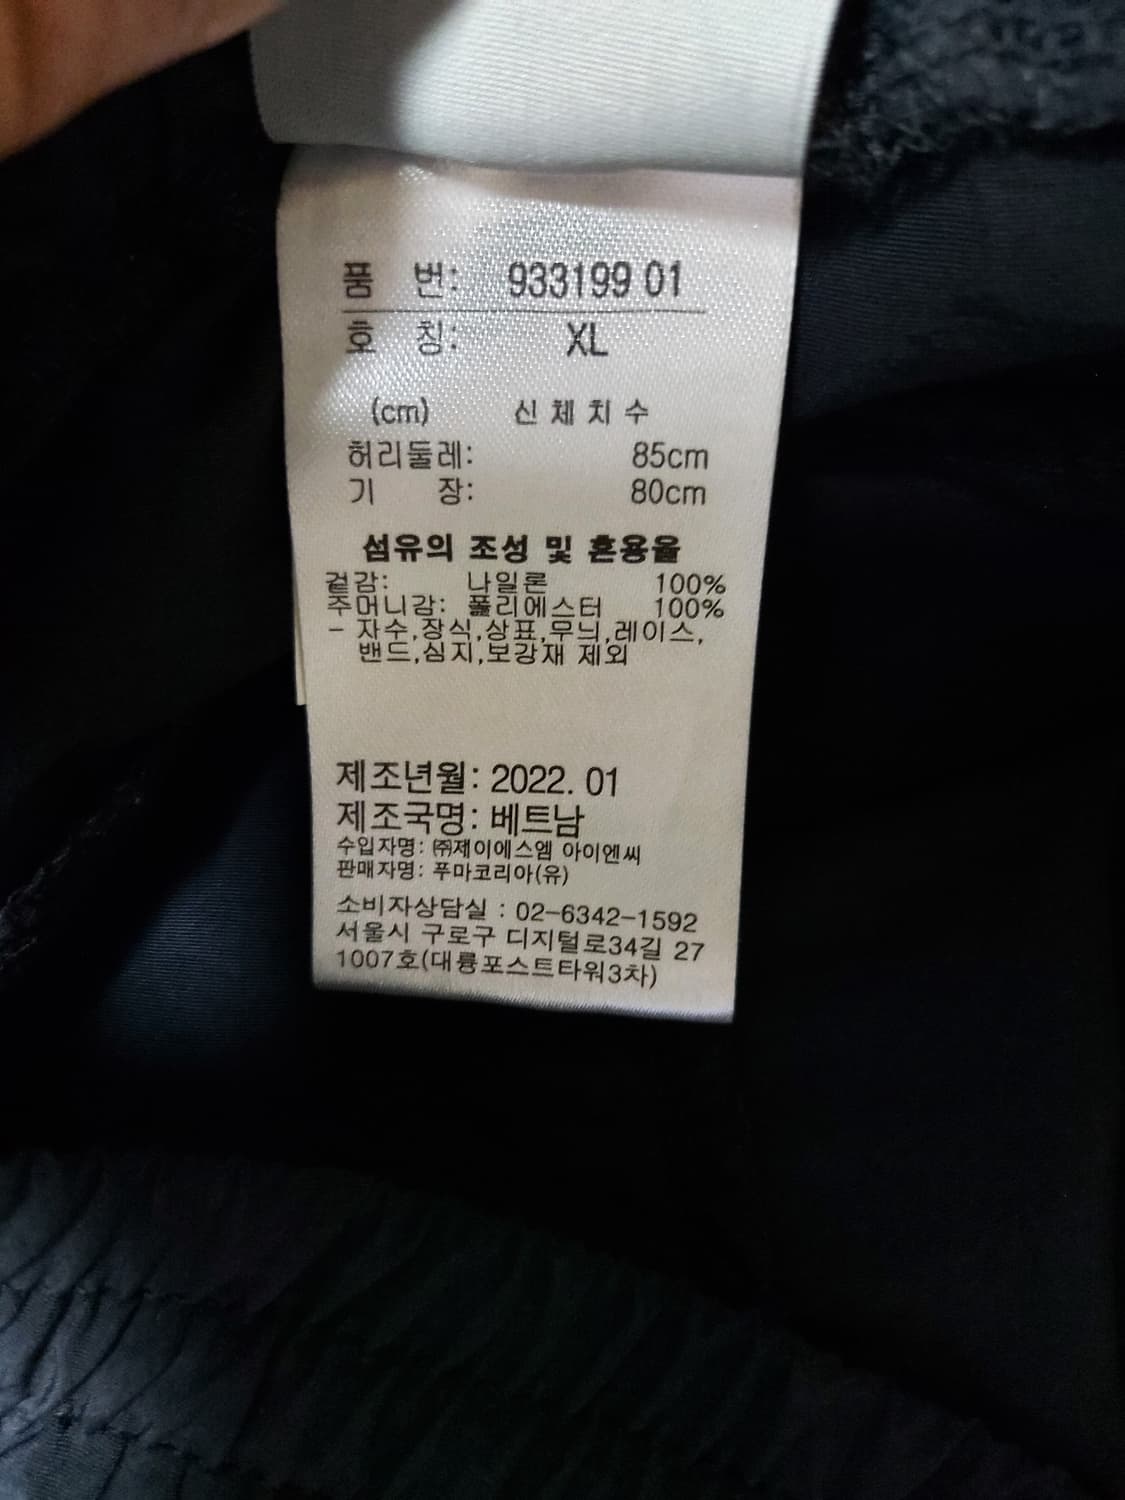 품 번: 933199 01
호 칭: XL
(cm) 신 체 치 수
허리둘레: 85cm
기 장: 80cm
섬유의 조성 및 혼용율
겉감: 나일론 100%
주머니감: 폴리에스터 100%
- 자수,장식,상표,무늬,레이스,
밴드,심지,보강재 제외
제조년월: 2022. 01
제조국명: 베트남
수입자명: ㈜제이에스엠 아이엔씨
판매자명: 푸마코리아(유)
소비자상담실 : 02-6342-1592
서울시 구로구 디지털로34길 27
1007호(대륭포스트타워3차)